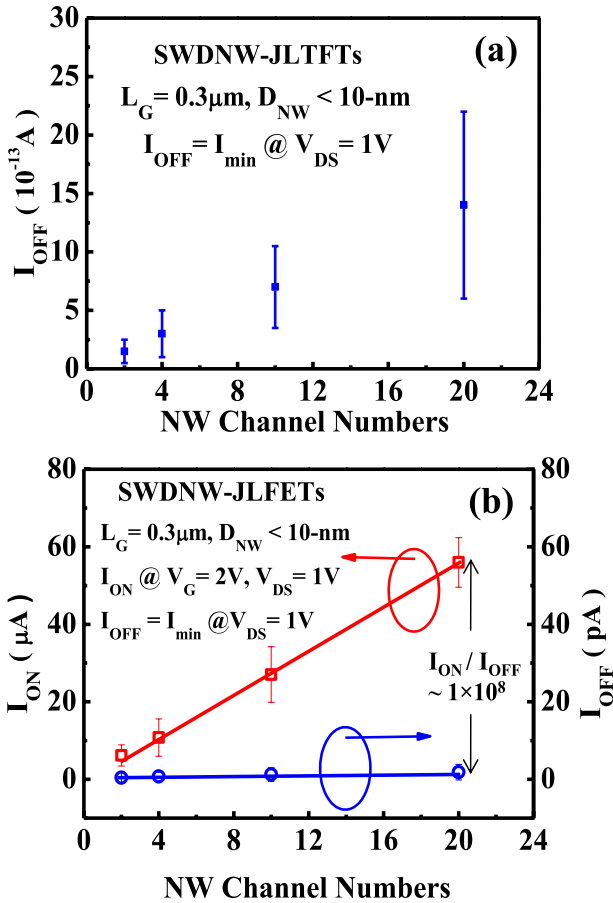 (a)
SWDNW-JLTFTs
L_G = 0.3μm, D_NW < 10-nm
I_OFF = I_min @ V_DS = 1V
I_OFF ( 10^-13 A )
30
25
20
15
10
5
0
0 4 8 12 16 20 24
NW Channel Numbers
(b)
SWDNW-JLFETs
L_G = 0.3μm, D_NW < 10-nm
I_ON @ V_G = 2V, V_DS = 1V
I_OFF = I_min @V_DS = 1V
I_ON / I_OFF
~ 1×10^8
I_ON ( μA )
80
60
40
20
0
I_OFF ( pA )
80
60
40
20
0
0 4 8 12 16 20 24
NW Channel Numbers